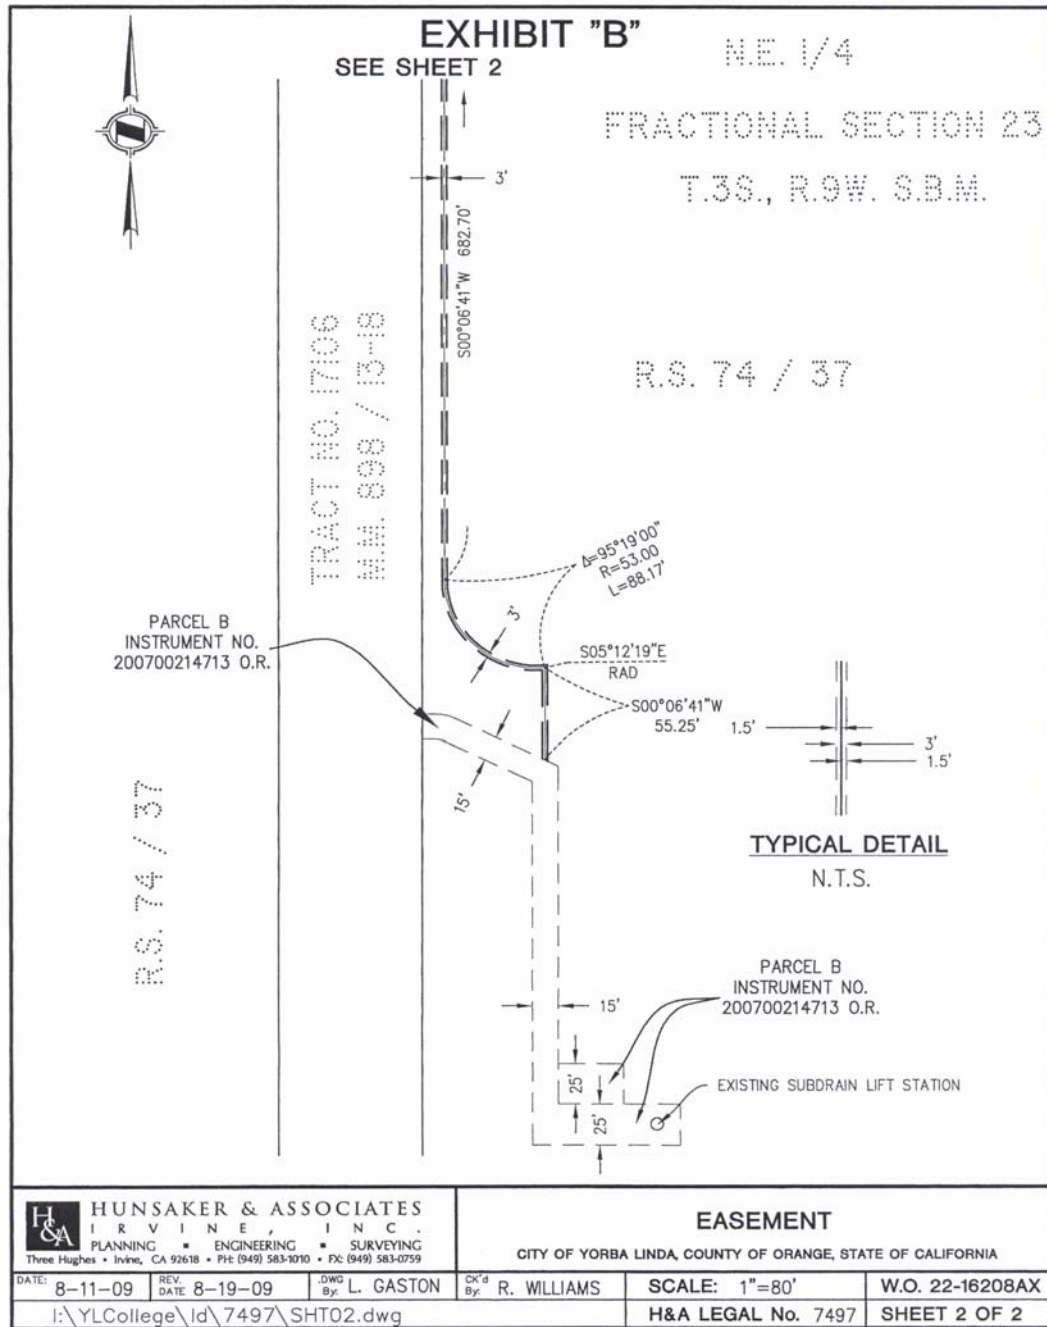 EXHIBIT "B"
SEE SHEET 2
N.E. 1/4
FRACTIONAL SECTION 23
T.3S., R.9W. S.B.M.
3'
S00°06'41"W 682.70'
TRACT NO. 17106
M.M. 898 / 13-18
R.S. 74 / 37
Δ=95°19'00"
R=53.00
L=88.17'
3'
PARCEL B
INSTRUMENT NO.
200700214713 O.R.
S05°12'19"E
RAD
S00°06'41"W
55.25'
1.5'
3'
1.5'
15'
R.S. 74 / 37
TYPICAL DETAIL
N.T.S.
PARCEL B
INSTRUMENT NO.
200700214713 O.R.
15'
25'
25'
EXISTING SUBDRAIN LIFT STATION
H&A
HUNSAKER & ASSOCIATES
IRVINE, INC.
PLANNING ▪ ENGINEERING ▪ SURVEYING
Three Hughes • Irvine, CA 92618 • PH: (949) 583-1010 • FX: (949) 583-0759
EASEMENT
CITY OF YORBA LINDA, COUNTY OF ORANGE, STATE OF CALIFORNIA
DATE: 8-11-09 REV. DATE 8-19-09 DWG By: L. GASTON CK'd By: R. WILLIAMS SCALE: 1"=80' W.O. 22-16208AX
I:\YLCollege\ld\7497\SHT02.dwg H&A LEGAL No. 7497 SHEET 2 OF 2